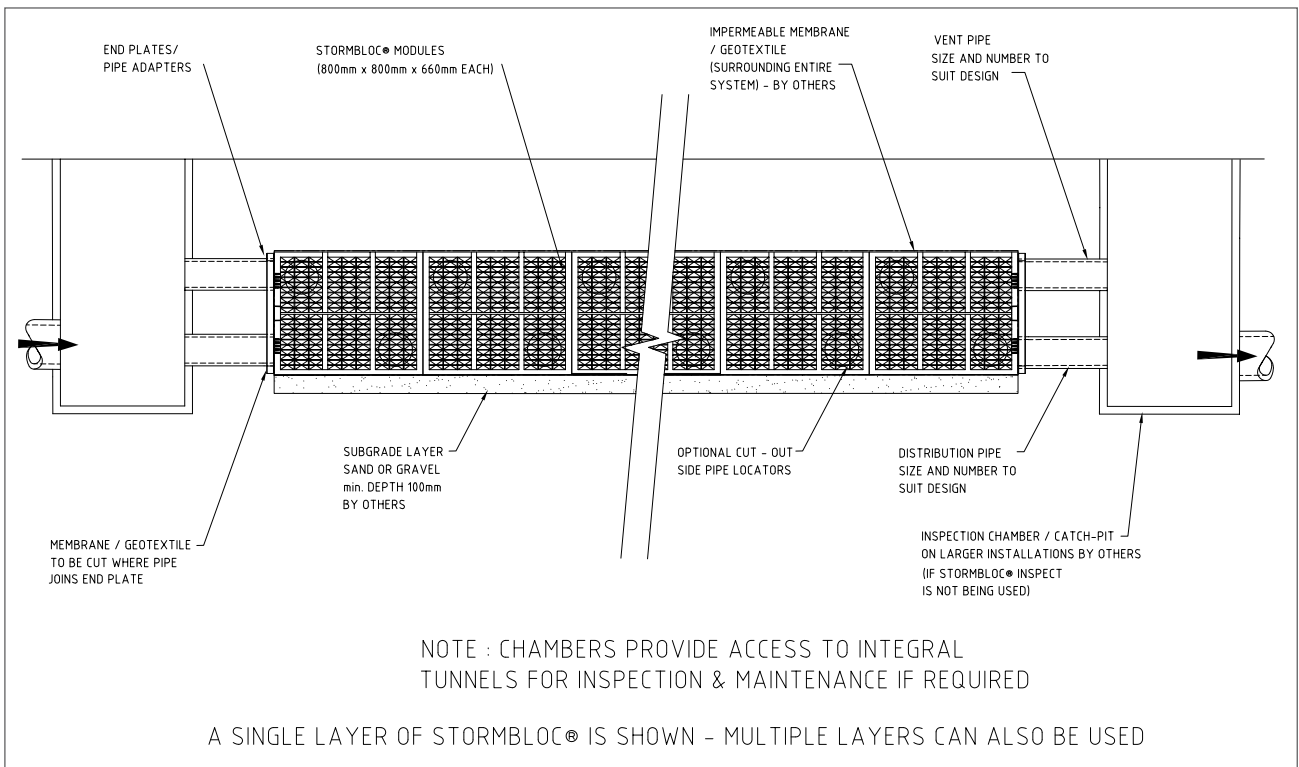 END PLATES/
PIPE ADAPTERS
STORMBLOC® MODULES
(800mm x 800mm x 660mm EACH)
IMPERMEABLE MEMBRANE
/ GEOTEXTILE
(SURROUNDING ENTIRE
SYSTEM) - BY OTHERS
VENT PIPE
SIZE AND NUMBER TO
SUIT DESIGN
SUBGRADE LAYER
SAND OR GRAVEL
min. DEPTH 100mm
BY OTHERS
OPTIONAL CUT - OUT
SIDE PIPE LOCATORS
DISTRIBUTION PIPE
SIZE AND NUMBER TO
SUIT DESIGN
MEMBRANE / GEOTEXTILE
TO BE CUT WHERE PIPE
JOINS END PLATE
INSPECTION CHAMBER / CATCH-PIT
ON LARGER INSTALLATIONS BY OTHERS
(IF STORMBLOC® INSPECT
IS NOT BEING USED)
NOTE : CHAMBERS PROVIDE ACCESS TO INTEGRAL
TUNNELS FOR INSPECTION & MAINTENANCE IF REQUIRED
A SINGLE LAYER OF STORMBLOC® IS SHOWN - MULTIPLE LAYERS CAN ALSO BE USED